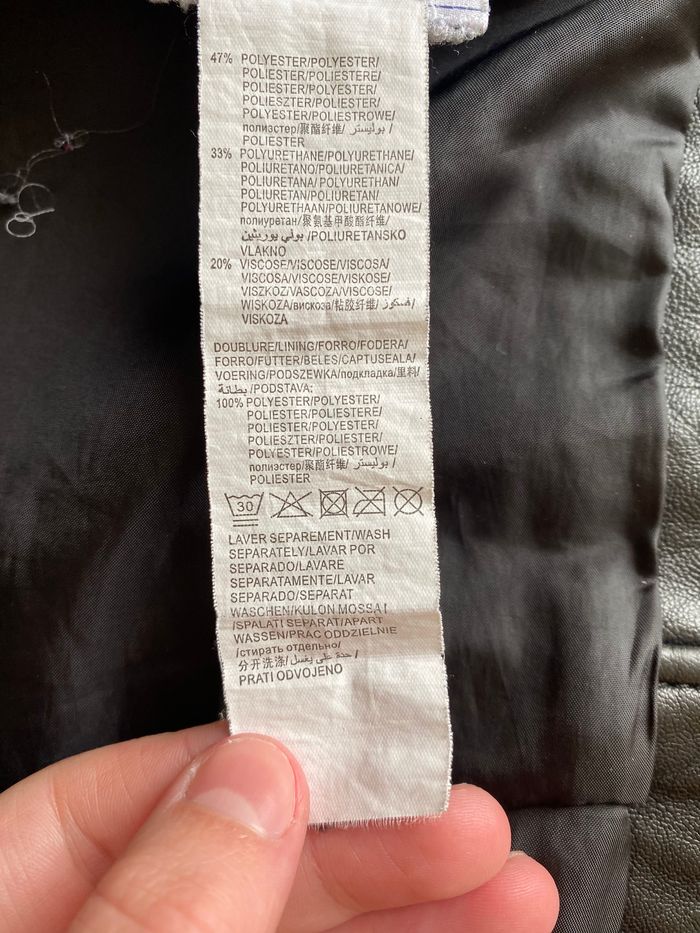 47% POLYESTER/POLYESTER/
POLIESTER/POLIESTERE/
POLIESTER/POLYESTER/
POLIESZTER/POLIESTER/
POLYESTER/POLIESTROWE/
полиэстер/聚酯纤维/ بوليستر /
POLIESTER
33% POLYURETHANE/POLYURETHANE/
POLIURETANO/POLIURETANICA/
POLIURETANA/POLYURETHAN/
POLIURETAN/POLIURETAN/
POLYURETHAAN/POLIURETANOWE/
полиуретан/聚氨基甲酸酯纤维/
بولي يوريثين /POLIURETANSKO
VLAKNO
20% VISCOSE/VISCOSE/VISCOSA/
VISCOSA/VISCOSE/VISKOSE/
VISZKOZ/VASCOZA/VISCOSE/
WISKOZA/вискоза/粘胶纤维/ فسكوز /
VISKOZA
DOUBLURE/LINING/FORRO/FODERA/
FORRO/FUTTER/BELES/CAPTUSEALA/
VOERING/PODSZEWKA/подкладка/里料/
بطانة /PODSTAVA:
100% POLYESTER/POLYESTER/
POLIESTER/POLIESTERE/
POLIESTER/POLYESTER/
POLIESZTER/POLIESTER/
POLYESTER/POLIESTROWE/
полиэстер/聚酯纤维/ بوليستر /
POLIESTER
30
LAVER SEPAREMENT/WASH
SEPARATELY/LAVAR POR
SEPARADO/LAVARE
SEPARATAMENTE/LAVAR
SEPARADO/SEPARAT
WASCHEN/KULON MOSSAT
/SPALATI SEPARAT/APART
WASSEN/PRAC ODDZIELNIE
/стирать отдельно/
分开洗涤/ حدة على يغسل /
PRATI ODVOJENO